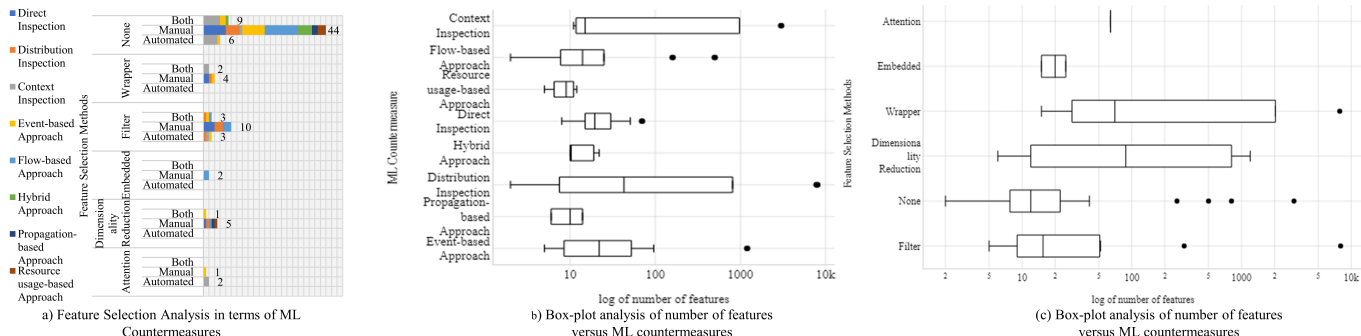 Direct
Inspection
Distribution
Inspection
Context
Inspection
Event-based
Approach
Flow-based
Approach
Hybrid
Approach
Propagation-
based
Approach
Resource
usage-based
Approach
Feature Selection Methods
None
Both 9
Manual 44
Automated 6
Wrapper
Both 2
Manual 4
Automated
Filter
Both 3
Manual 10
Automated 3
Embedded
Both
Manual 2
Automated
Dimension
ality
Reduction
Both 1
Manual 5
Automated
Attention
Both
Manual 1
Automated 2
a) Feature Selection Analysis in terms of ML
Countermeasures
ML Countermeasure
Context
Inspection
Flow-based
Approach
Resource
usage-based
Approach
Direct
Inspection
Hybrid
Approach
Distribution
Inspection
Propagation-
based
Approach
Event-based
Approach
10 100 1000 10k
log of number of features
b) Box-plot analysis of number of features
versus ML countermeasures
Feature Selection Methods
Attention
Embedded
Wrapper
Dimensiona
lity
Reduction
None
Filter
2 5 10 2 5 100 2 5 1000 2 5 10k
log of number of features
(c) Box-plot analysis of number of features
versus ML countermeasures